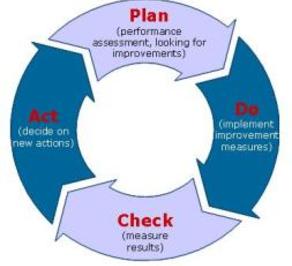 Plan
(performance
assessment, looking for
improvements)
Do
(implement
improvement
measures)
Check
(measure
results)
Act
(decide on
new actions)